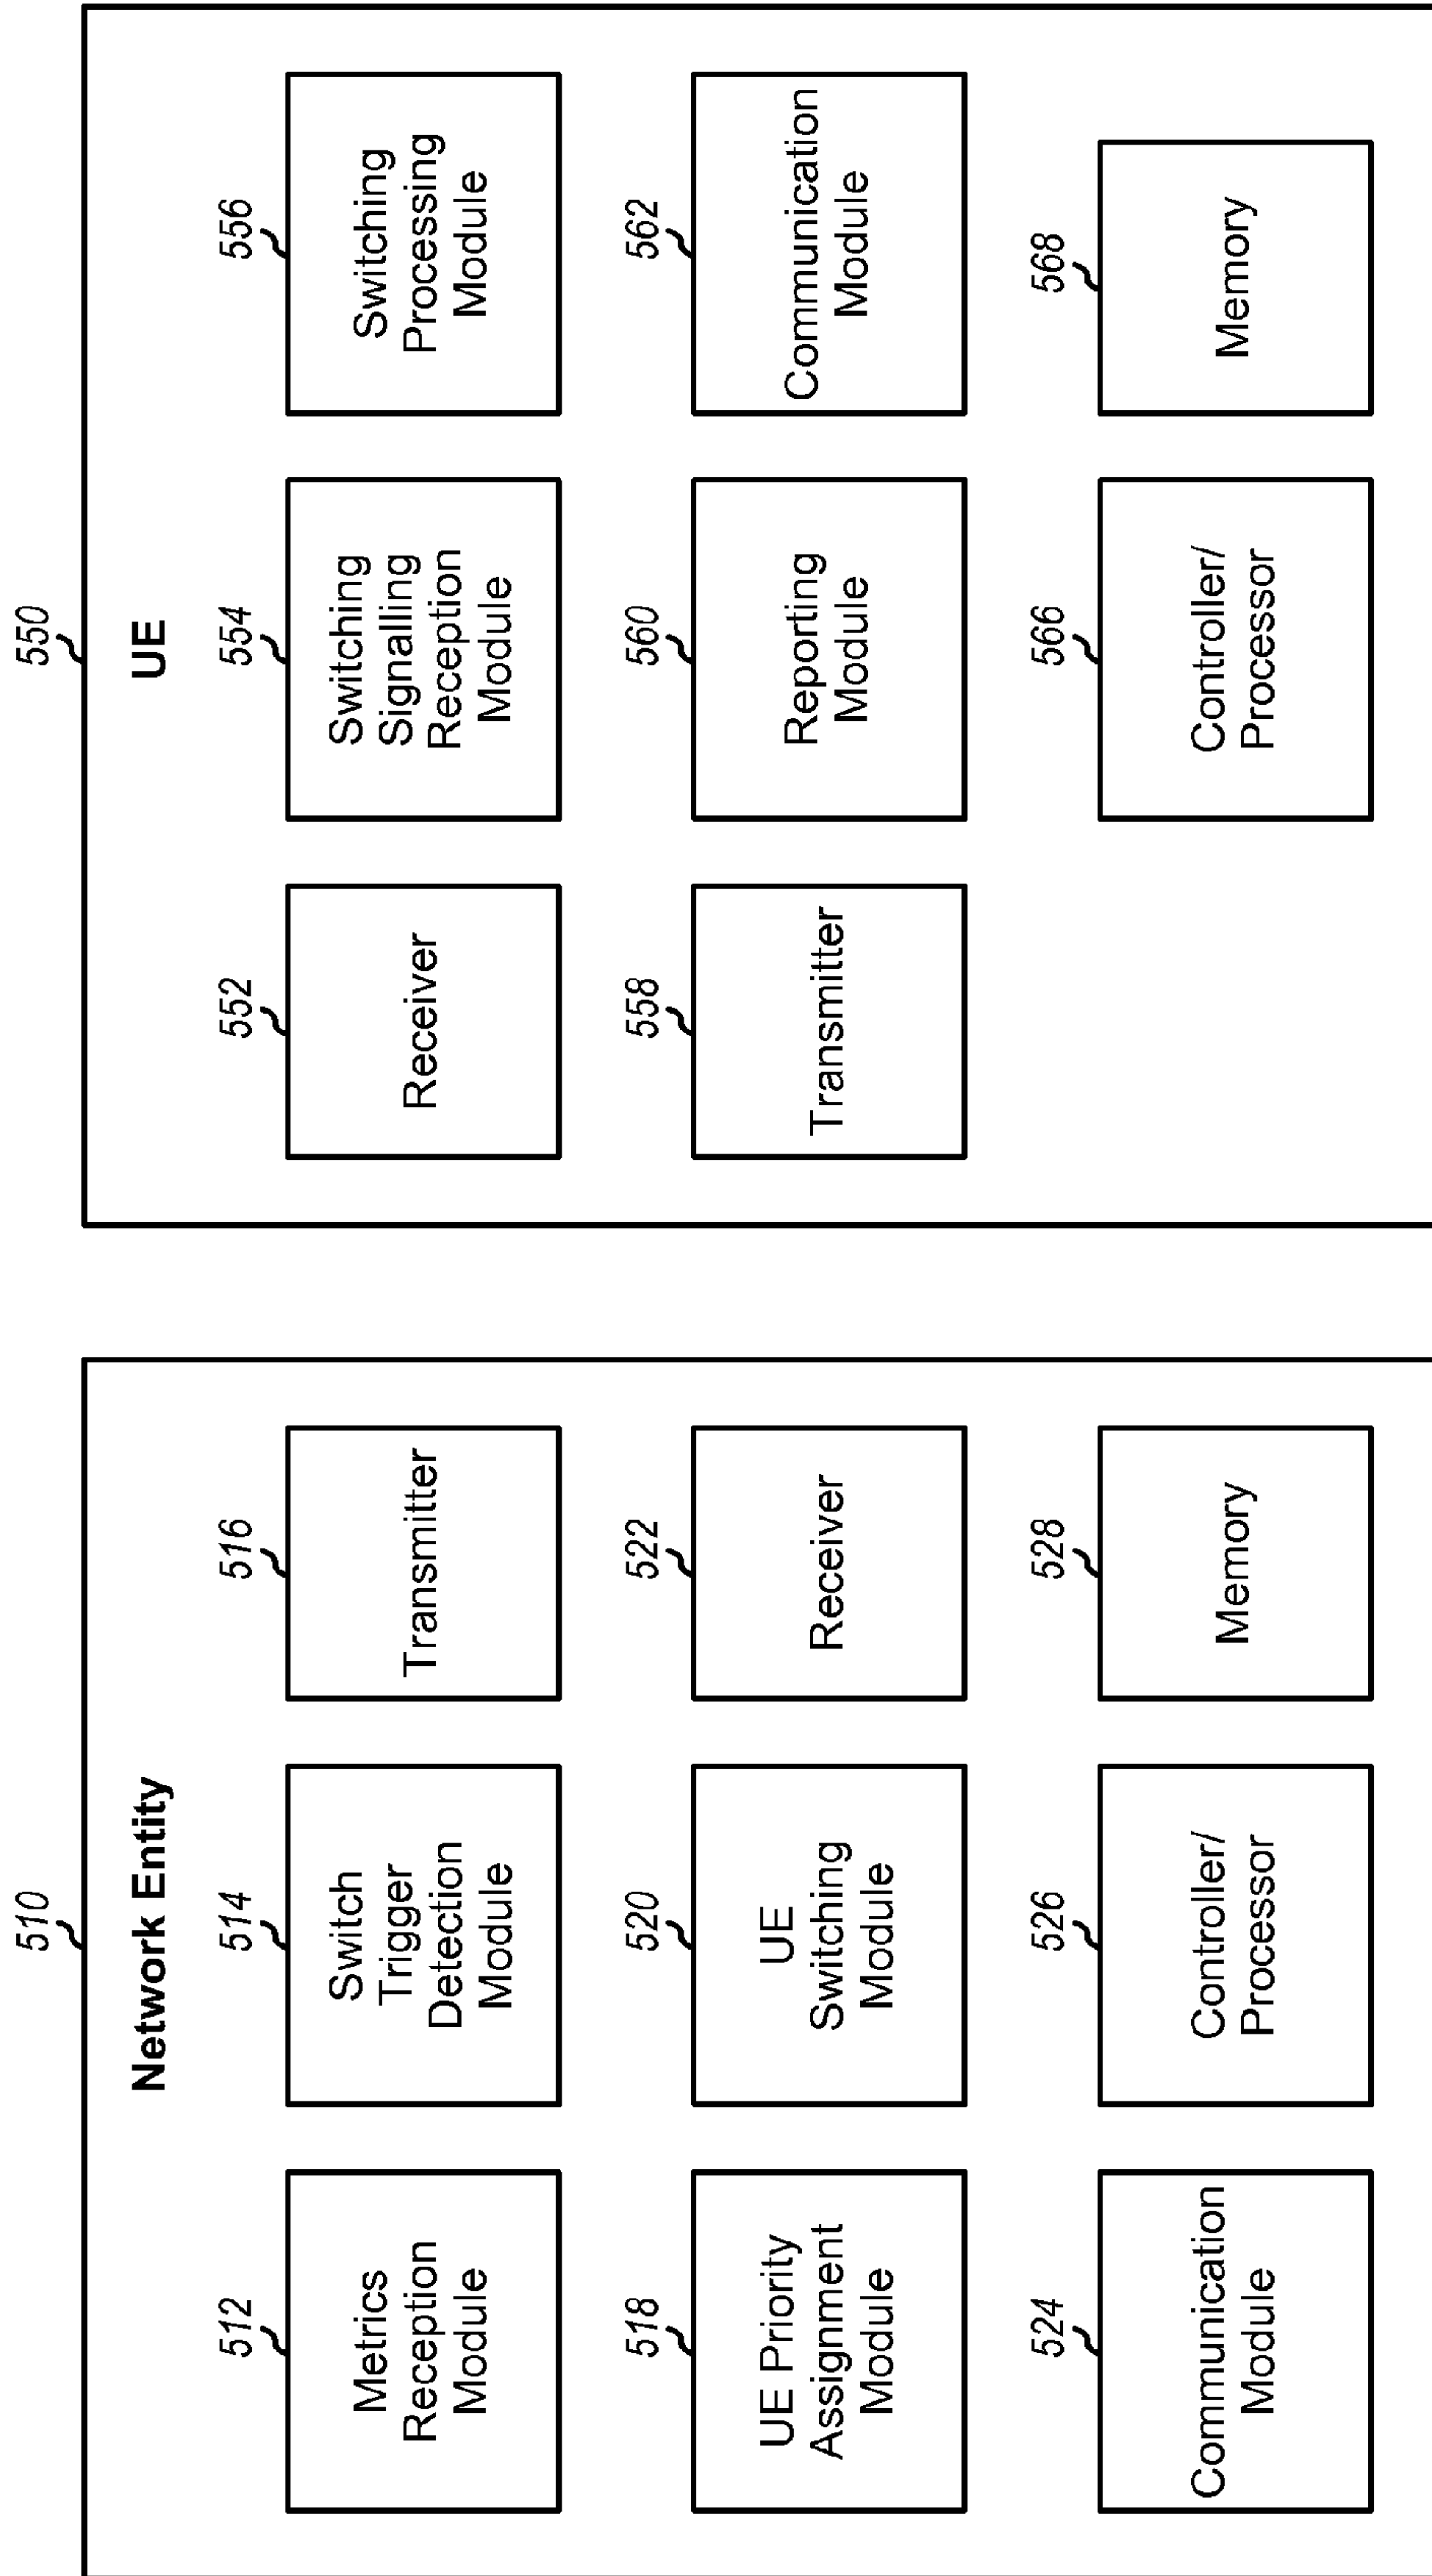 510
Network Entity
512
Metrics
Reception
Module
514
Switch
Trigger
Detection
Module
516
Transmitter
518
UE Priority
Assignment
Module
520
UE
Switching
Module
522
Receiver
524
Communication
Module
526
Controller/
Processor
528
Memory
550
UE
552
Receiver
554
Switching
Signalling
Reception
Module
556
Switching
Processing
Module
558
Transmitter
560
Reporting
Module
562
Communication
Module
566
Controller/
Processor
568
Memory